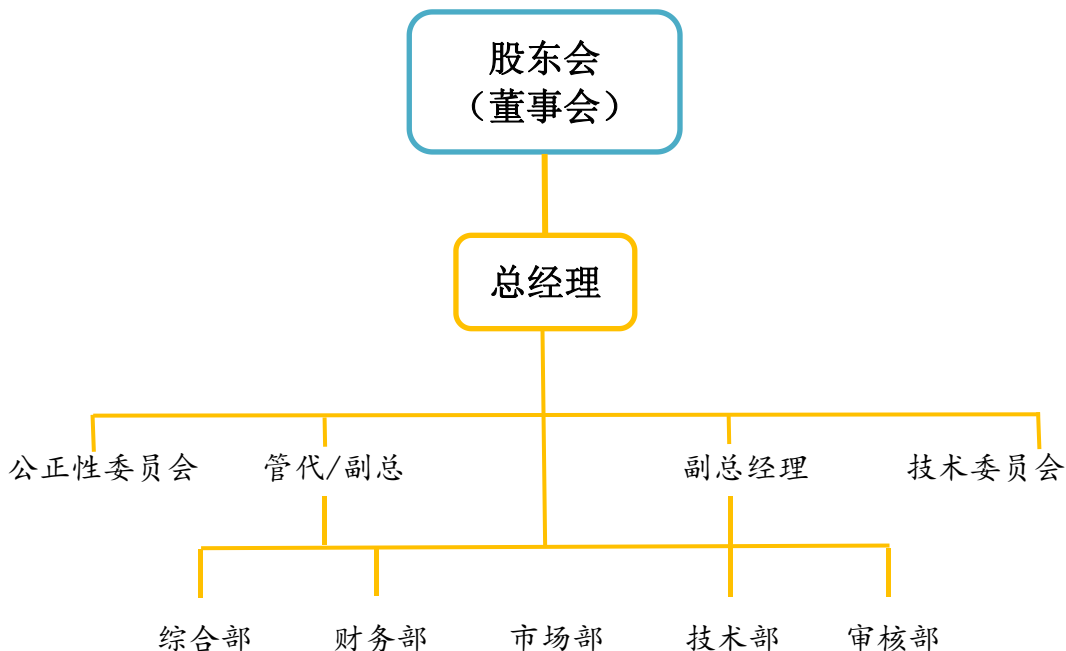 股东会
（董事会）
总经理
公正性委员会
管代/副总
副总经理
技术委员会
综合部
财务部
市场部
技术部
审核部